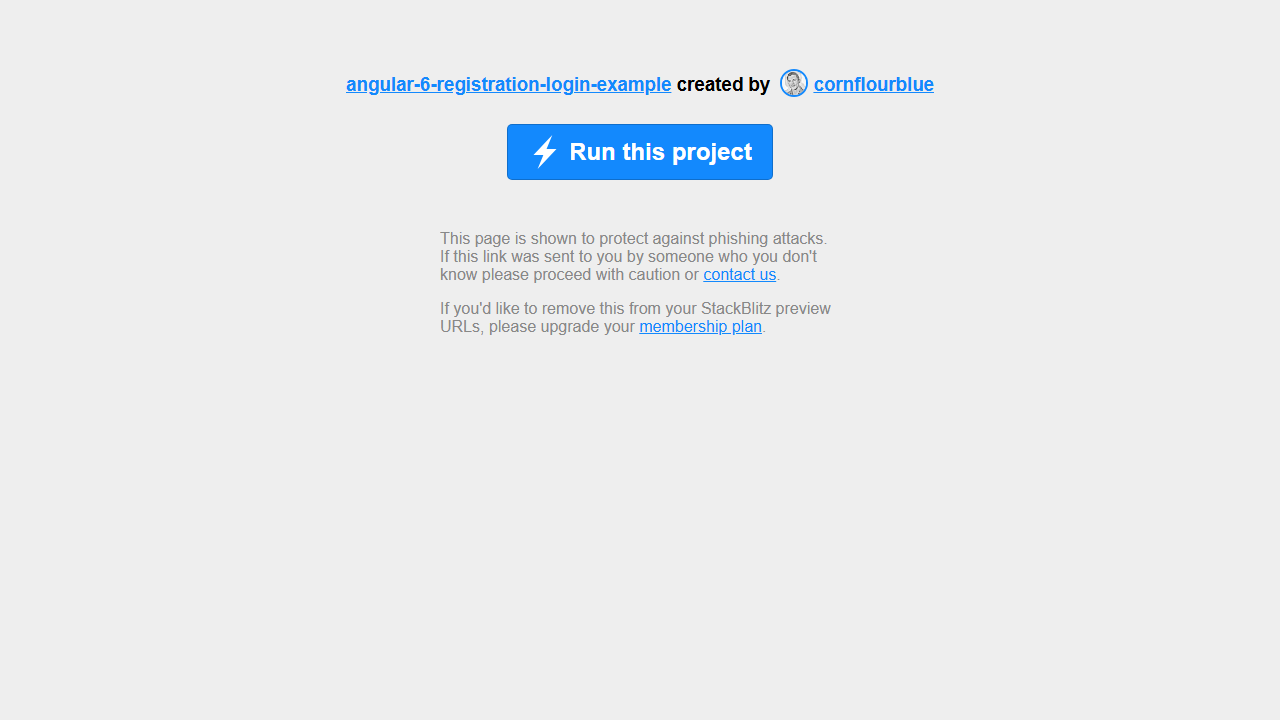 angular-6-registration-login-example created by cornflourblue
Run this project
This page is shown to protect against phishing attacks.
If this link was sent to you by someone who you don't
know please proceed with caution or contact us.
If you'd like to remove this from your StackBlitz preview
URLs, please upgrade your membership plan.